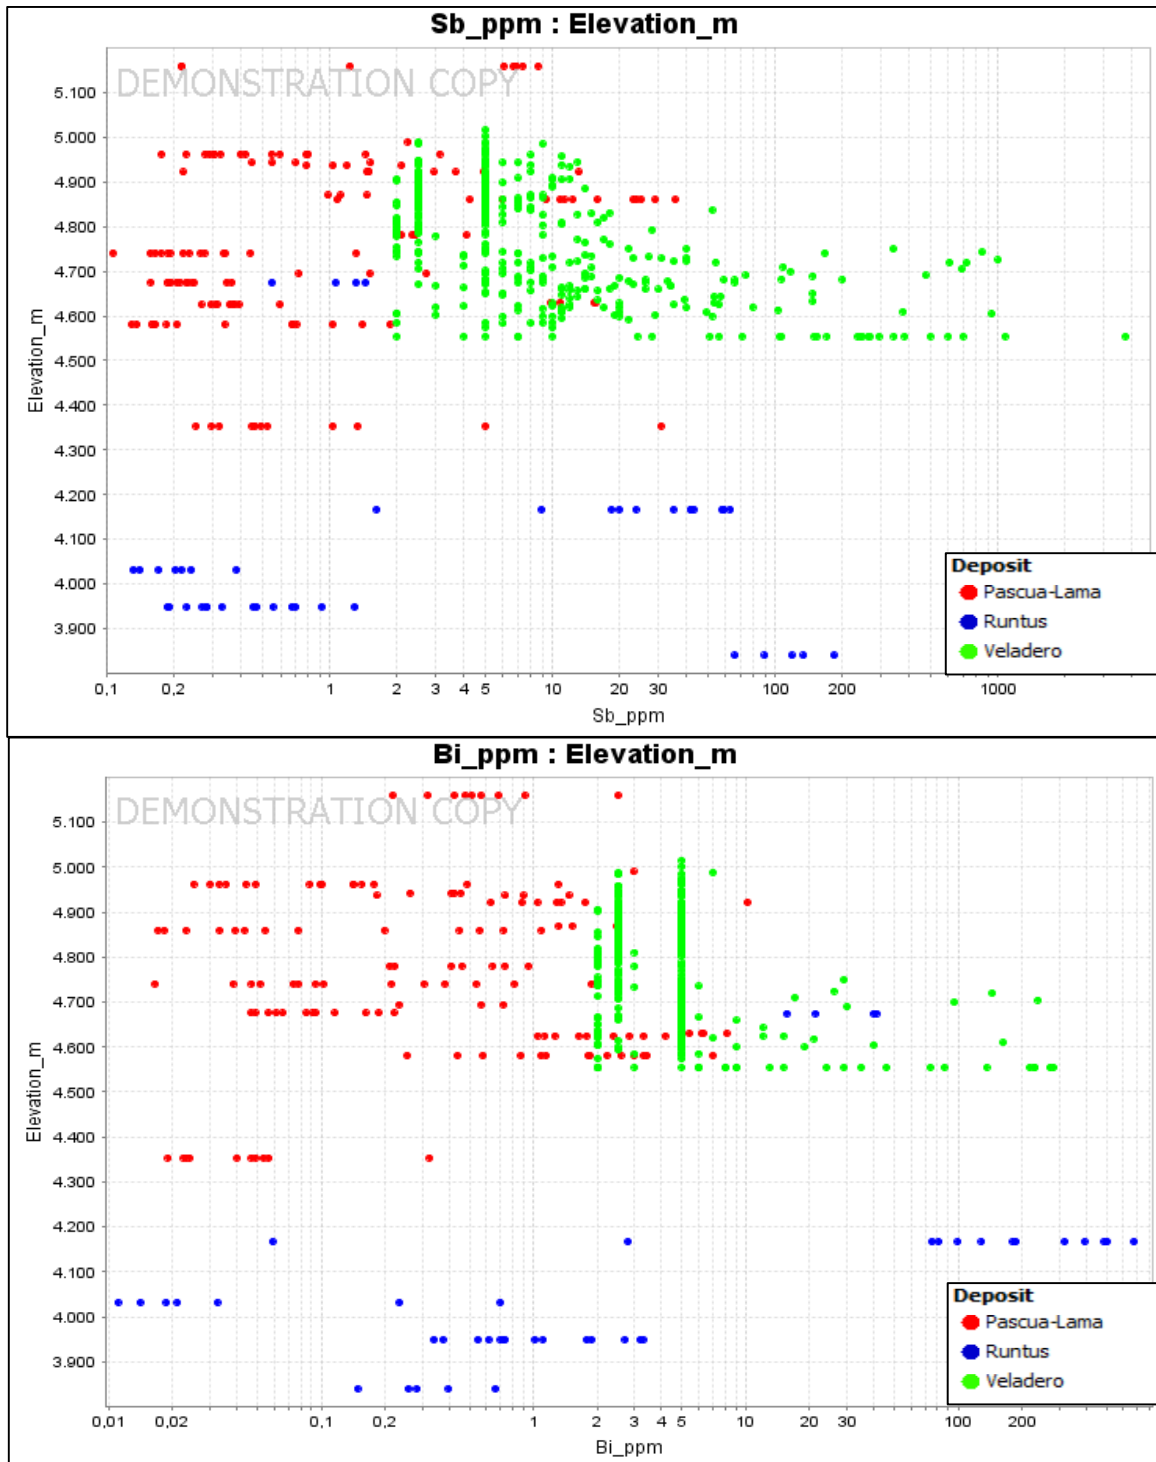 Sb_ppm : Elevation_m
DEMONSTRATION COPY
5.100
5.000
4.900
4.800
4.700
4.600
4.500
4.400
4.300
4.200
4.100
4.000
3.900
Elevation_m
Deposit
Pascua-Lama
Runtus
Veladero
0,1 0,2 1 2 3 4 5 10 20 30 100 200 1000
Sb_ppm
Bi_ppm : Elevation_m
DEMONSTRATION COPY
5.100
5.000
4.900
4.800
4.700
4.600
4.500
4.400
4.300
4.200
4.100
4.000
3.900
Elevation_m
Deposit
Pascua-Lama
Runtus
Veladero
0,01 0,02 0,1 0,2 1 2 3 4 5 10 20 30 100 200
Bi_ppm